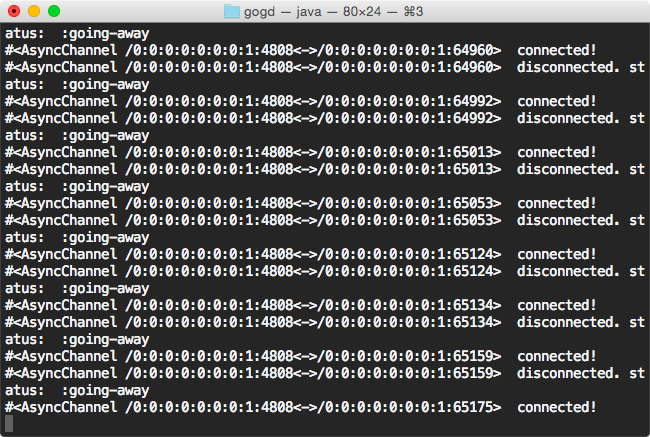 gogd — java — 80×24 — ⌘3
atus:  :going-away
#<AsyncChannel /0:0:0:0:0:0:0:1:4808<->/0:0:0:0:0:0:0:1:64960>  connected!
#<AsyncChannel /0:0:0:0:0:0:0:1:4808<->/0:0:0:0:0:0:0:1:64960>  disconnected. st
atus:  :going-away
#<AsyncChannel /0:0:0:0:0:0:0:1:4808<->/0:0:0:0:0:0:0:1:64992>  connected!
#<AsyncChannel /0:0:0:0:0:0:0:1:4808<->/0:0:0:0:0:0:0:1:64992>  disconnected. st
atus:  :going-away
#<AsyncChannel /0:0:0:0:0:0:0:1:4808<->/0:0:0:0:0:0:0:1:65013>  connected!
#<AsyncChannel /0:0:0:0:0:0:0:1:4808<->/0:0:0:0:0:0:0:1:65013>  disconnected. st
atus:  :going-away
#<AsyncChannel /0:0:0:0:0:0:0:1:4808<->/0:0:0:0:0:0:0:1:65053>  connected!
#<AsyncChannel /0:0:0:0:0:0:0:1:4808<->/0:0:0:0:0:0:0:1:65053>  disconnected. st
atus:  :going-away
#<AsyncChannel /0:0:0:0:0:0:0:1:4808<->/0:0:0:0:0:0:0:1:65124>  connected!
#<AsyncChannel /0:0:0:0:0:0:0:1:4808<->/0:0:0:0:0:0:0:1:65124>  disconnected. st
atus:  :going-away
#<AsyncChannel /0:0:0:0:0:0:0:1:4808<->/0:0:0:0:0:0:0:1:65134>  connected!
#<AsyncChannel /0:0:0:0:0:0:0:1:4808<->/0:0:0:0:0:0:0:1:65134>  disconnected. st
atus:  :going-away
#<AsyncChannel /0:0:0:0:0:0:0:1:4808<->/0:0:0:0:0:0:0:1:65159>  connected!
#<AsyncChannel /0:0:0:0:0:0:0:1:4808<->/0:0:0:0:0:0:0:1:65159>  disconnected. st
atus:  :going-away
#<AsyncChannel /0:0:0:0:0:0:0:1:4808<->/0:0:0:0:0:0:0:1:65175>  connected!